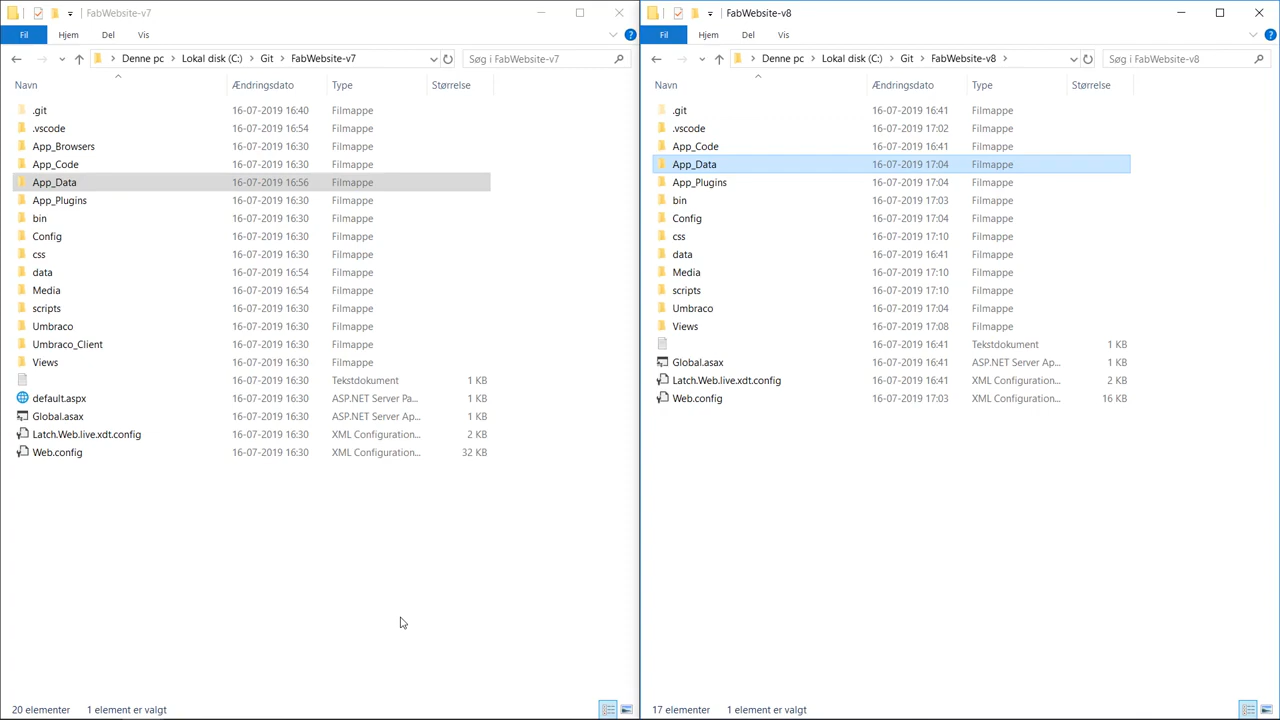 FabWebsite-v7
Fil Hjem Del Vis
Denne pc Lokal disk (C:) Git FabWebsite-v7 Søg i FabWebsite-v7
Navn Ændringsdato Type Størrelse
.git 16-07-2019 16:40 Filmappe
.vscode 16-07-2019 16:54 Filmappe
App_Browsers 16-07-2019 16:30 Filmappe
App_Code 16-07-2019 16:30 Filmappe
App_Data 16-07-2019 16:56 Filmappe
App_Plugins 16-07-2019 16:30 Filmappe
bin 16-07-2019 16:30 Filmappe
Config 16-07-2019 16:30 Filmappe
css 16-07-2019 16:30 Filmappe
data 16-07-2019 16:54 Filmappe
Media 16-07-2019 16:54 Filmappe
scripts 16-07-2019 16:30 Filmappe
Umbraco 16-07-2019 16:30 Filmappe
Umbraco_Client 16-07-2019 16:30 Filmappe
Views 16-07-2019 16:30 Filmappe
16-07-2019 16:30 Tekstdokument 1 KB
default.aspx 16-07-2019 16:30 ASP.NET Server Pa... 1 KB
Global.asax 16-07-2019 16:30 ASP.NET Server Ap... 1 KB
Latch.Web.live.xdt.config 16-07-2019 16:30 XML Configuration... 2 KB
Web.config 16-07-2019 16:30 XML Configuration... 32 KB
20 elementer 1 element er valgt
FabWebsite-v8
Fil Hjem Del Vis
Denne pc Lokal disk (C:) Git FabWebsite-v8 Søg i FabWebsite-v8
Navn Ændringsdato Type Størrelse
.git 16-07-2019 16:41 Filmappe
.vscode 16-07-2019 17:02 Filmappe
App_Code 16-07-2019 16:41 Filmappe
App_Data 16-07-2019 17:04 Filmappe
App_Plugins 16-07-2019 17:04 Filmappe
bin 16-07-2019 17:03 Filmappe
Config 16-07-2019 17:04 Filmappe
css 16-07-2019 17:10 Filmappe
data 16-07-2019 16:41 Filmappe
Media 16-07-2019 17:10 Filmappe
scripts 16-07-2019 17:10 Filmappe
Umbraco 16-07-2019 17:04 Filmappe
Views 16-07-2019 17:08 Filmappe
16-07-2019 16:41 Tekstdokument 1 KB
Global.asax 16-07-2019 16:41 ASP.NET Server Ap... 1 KB
Latch.Web.live.xdt.config 16-07-2019 16:41 XML Configuration... 2 KB
Web.config 16-07-2019 17:03 XML Configuration... 16 KB
17 elementer 1 element er valgt